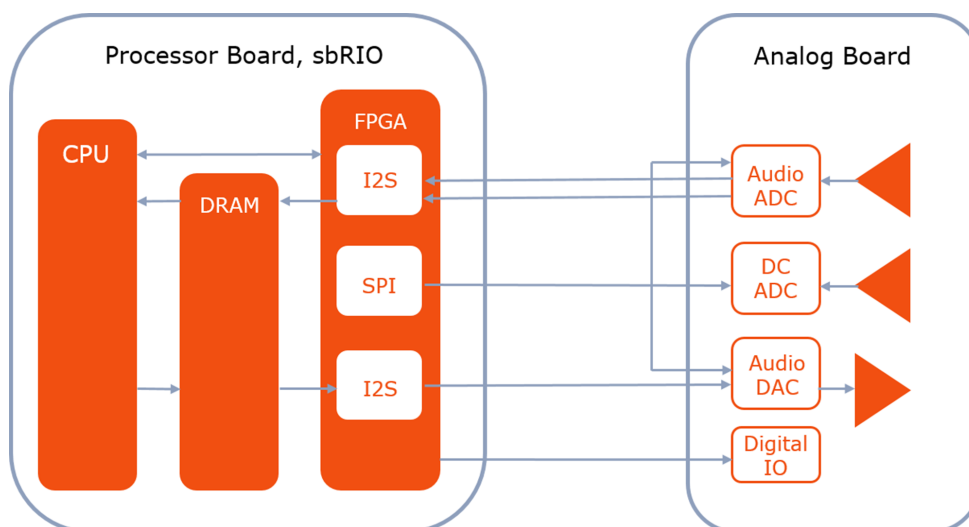 Processor Board, sbRIO
Analog Board
CPU
DRAM
FPGA
I2S
SPI
I2S
Audio
ADC
DC
ADC
Audio
DAC
Digital
IO